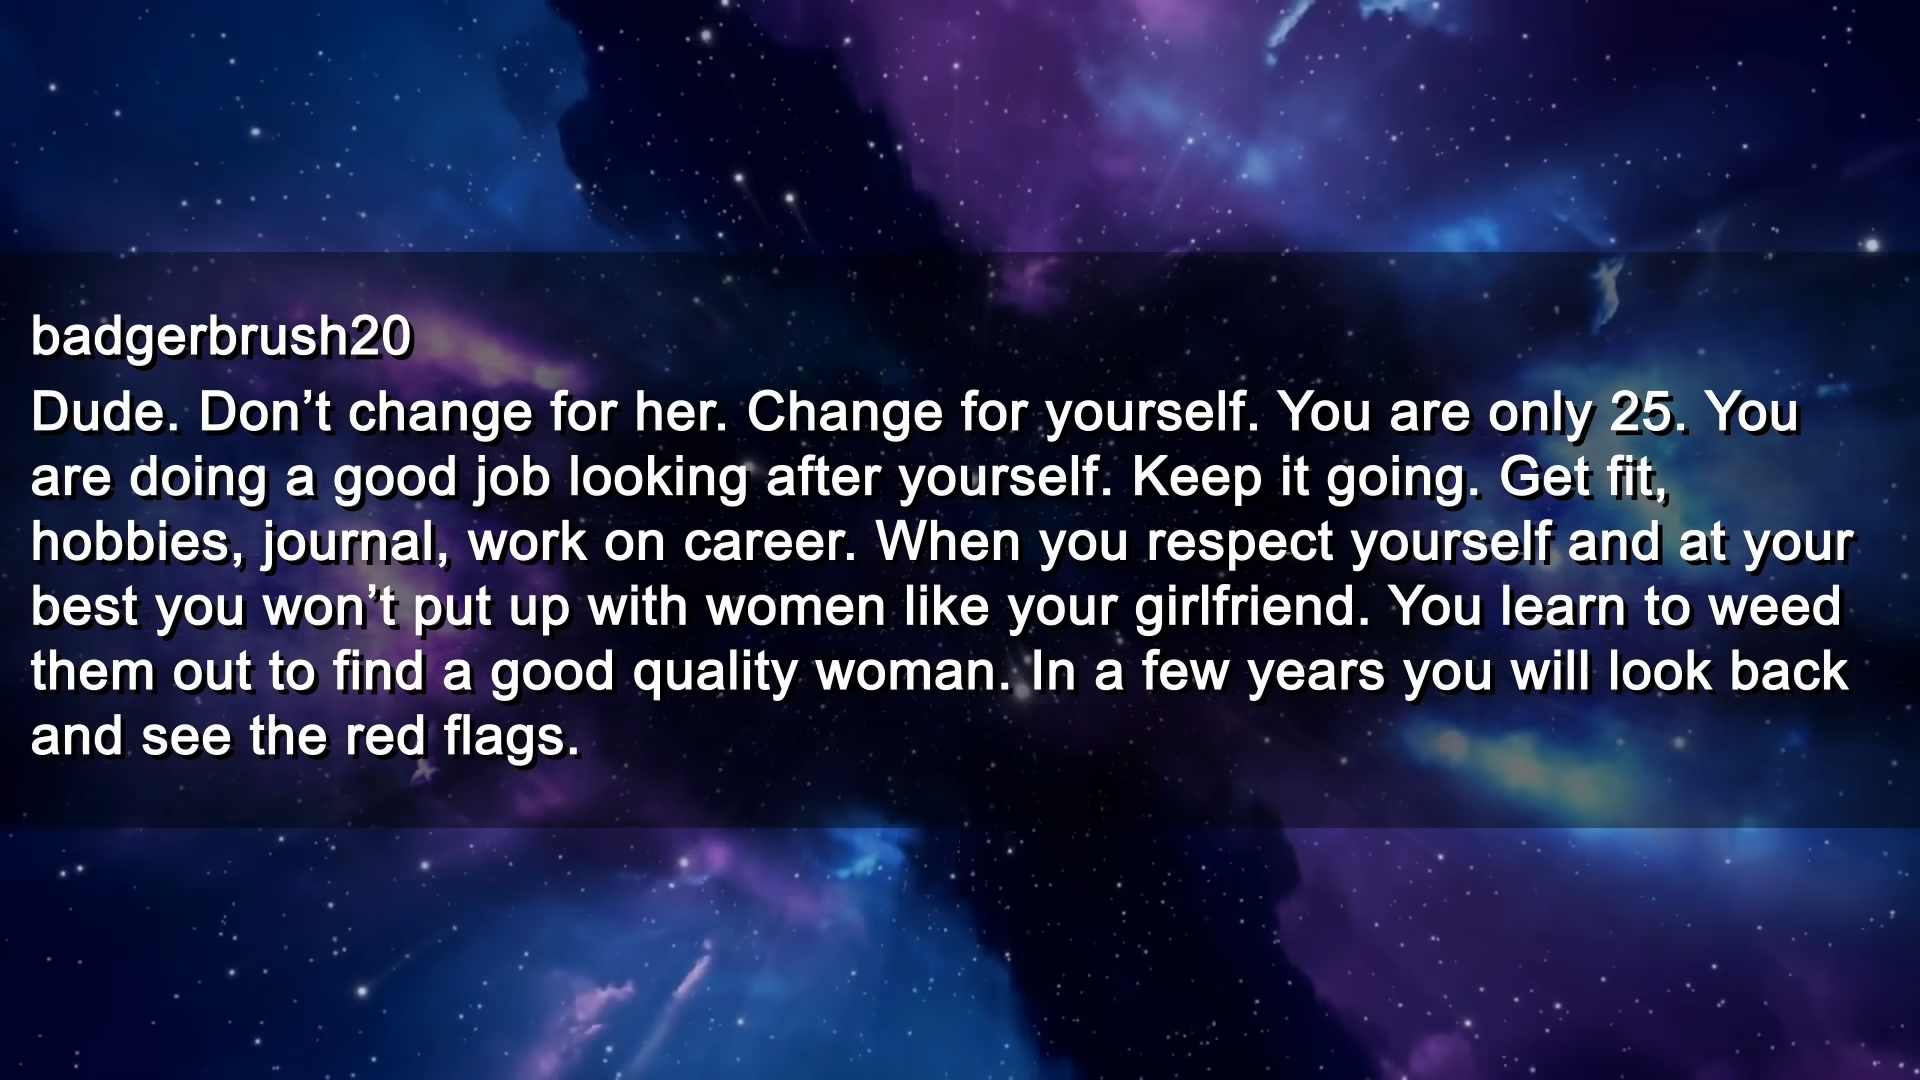 badgerbrush20
Dude. Don’t change for her. Change for yourself. You are only 25. You
are doing a good job looking after yourself. Keep it going. Get fit,
hobbies, journal, work on career. When you respect yourself and at your
best you won’t put up with women like your girlfriend. You learn to weed
them out to find a good quality woman. In a few years you will look back
and see the red flags.